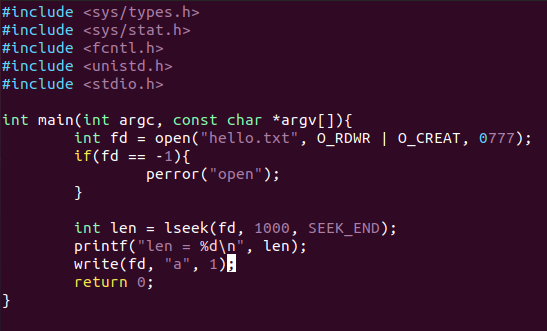 #include <sys/types.h>
#include <sys/stat.h>
#include <fcntl.h>
#include <unistd.h>
#include <stdio.h>

int main(int argc, const char *argv[]){
        int fd = open("hello.txt", O_RDWR | O_CREAT, 0777);
        if(fd == -1){
                perror("open");
        }

        int len = lseek(fd, 1000, SEEK_END);
        printf("len = %d\n", len);
        write(fd, "a", 1);
        return 0;
}